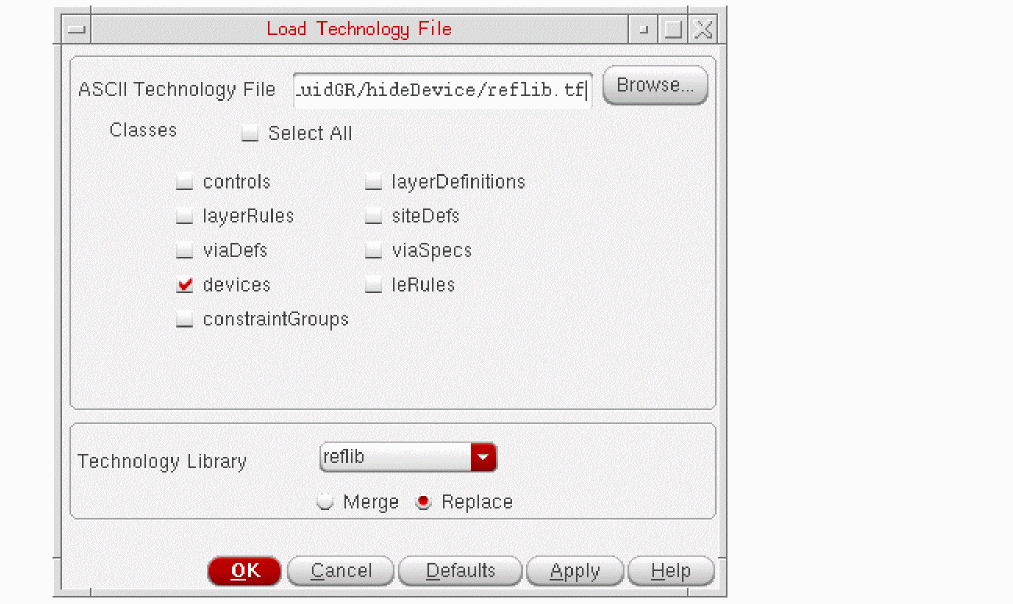 Load Technology File
ASCII Technology File .uidGR/hideDevice/reflib.tf Browse...
Classes Select All
controls layerDefinitions
layerRules siteDefs
viaDefs viaSpecs
devices leRules
constraintGroups
Technology Library reflib
Merge Replace
OK Cancel Defaults Apply Help